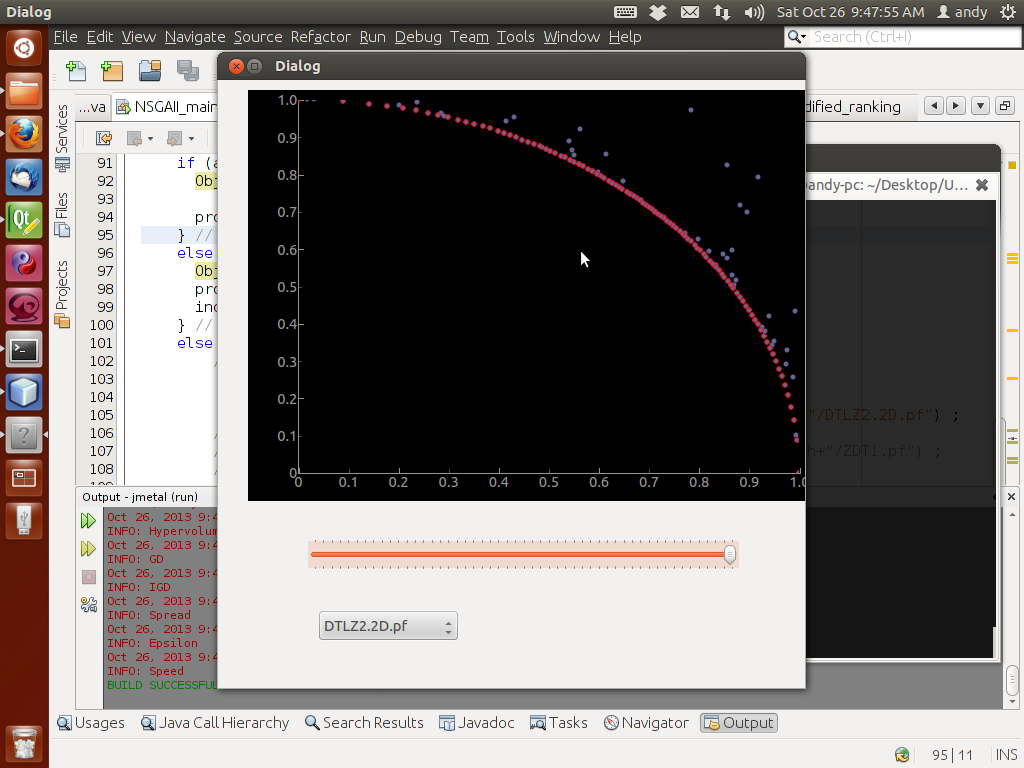 Dialog
Sat Oct 26 9:47:55 AM
andy
File Edit View Navigate Source Refactor Run Debug Team Tools Window Help
Search (Ctrl+I)
Dialog
...va
NSGAII_main
dified_ranking
Services
Files
Projects
91 if (a
92 Obj
93
94 pro
95 } //
96 else
97 Obj
98 pro
99 ind
100 } //
101 else
102 /
103
104
105
106 /
107 /
108 /
andy-pc: ~/Desktop/U...
"/DTLZ2.2D.pf") ;
h+"/ZDT1.pf") ;
1.0
0.9
0.8
0.7
0.6
0.5
0.4
0.3
0.2
0.1
0
0 0.1 0.2 0.3 0.4 0.5 0.6 0.7 0.8 0.9 1.0
DTLZ2.2D.pf
Output - jmetal (run)
Oct 26, 2013 9:4
INFO: Hypervolum
Oct 26, 2013 9:4
INFO: GD
Oct 26, 2013 9:4
INFO: IGD
Oct 26, 2013 9:4
INFO: Spread
Oct 26, 2013 9:4
INFO: Epsilon
Oct 26, 2013 9:4
INFO: Speed
BUILD SUCCESSFUL
Usages Java Call Hierarchy Search Results Javadoc Tasks Navigator Output
95 | 11 INS